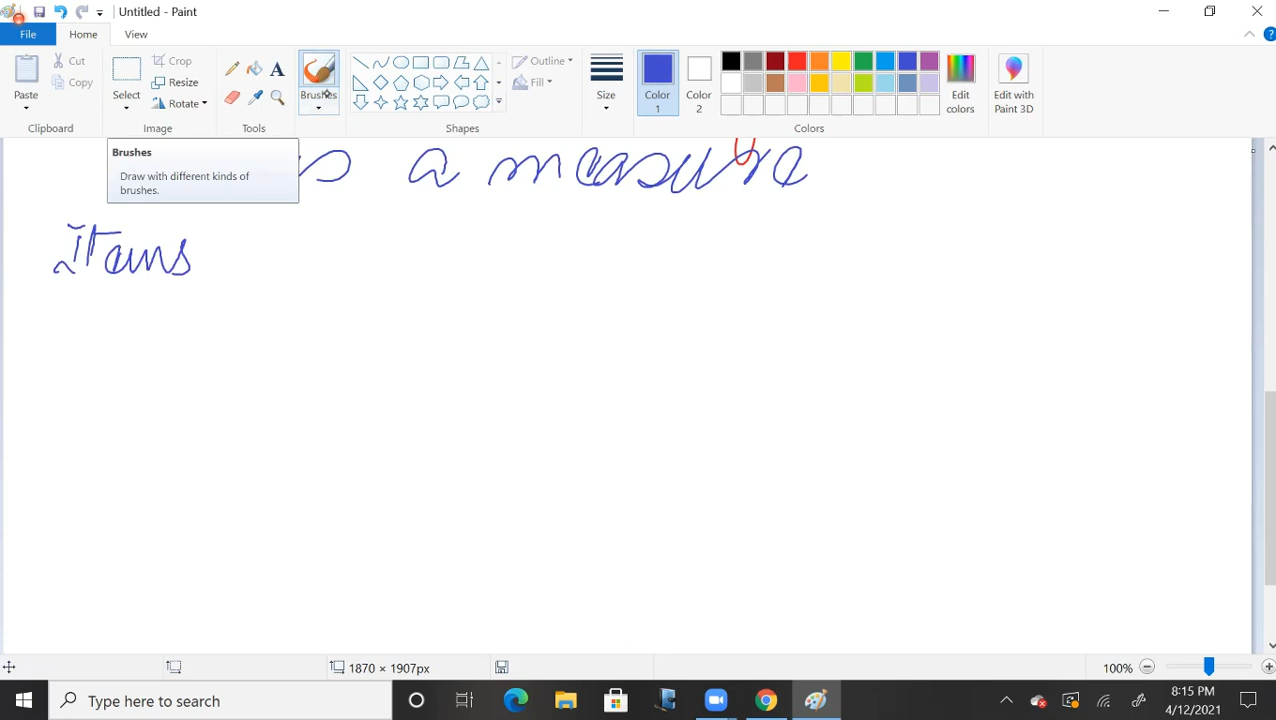 Untitled - Paint
File Home View
Paste Cut Copy Clipboard
Select Crop Resize Rotate Image
Tools
Brushes
Shapes Outline Fill
Size
Color 1
Color 2
Edit colors
Edit with Paint 3D
Colors
Brushes
Draw with different kinds of brushes.
is a measure
Items
1870 × 1907px 100%
Type here to search
8:15 PM
4/12/2021